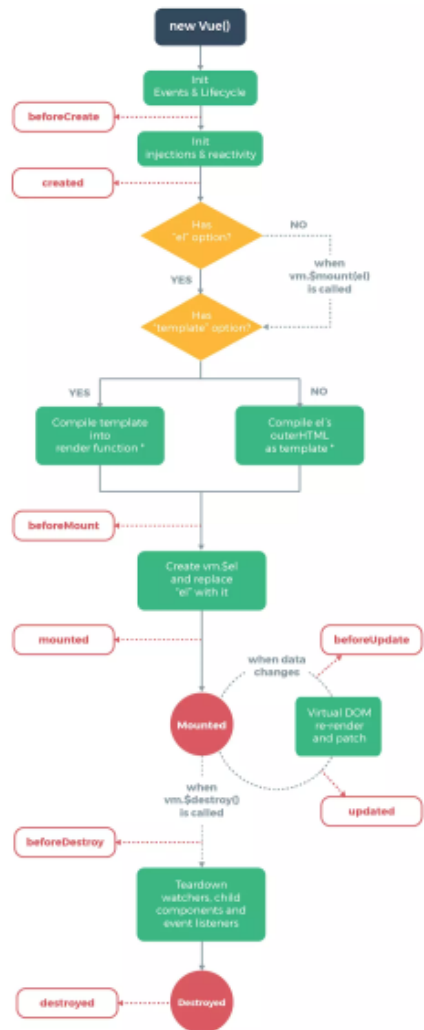 new Vue()
Init
Events & Lifecycle
beforeCreate
Init
injections & reactivity
created
Has
"el" option?
NO
when
vm.$mount(el)
is called
YES
Has
"template" option?
YES
NO
Compile template
into
render function *
Compile el's
outerHTML
as template *
beforeMount
Create vm.$el
and replace
"el" with it
mounted
beforeUpdate
when data
changes
Mounted
Virtual DOM
re-render
and patch
when
vm.$destroy()
is called
updated
beforeDestroy
Teardown
watchers, child
components and
event listeners
destroyed
Destroyed